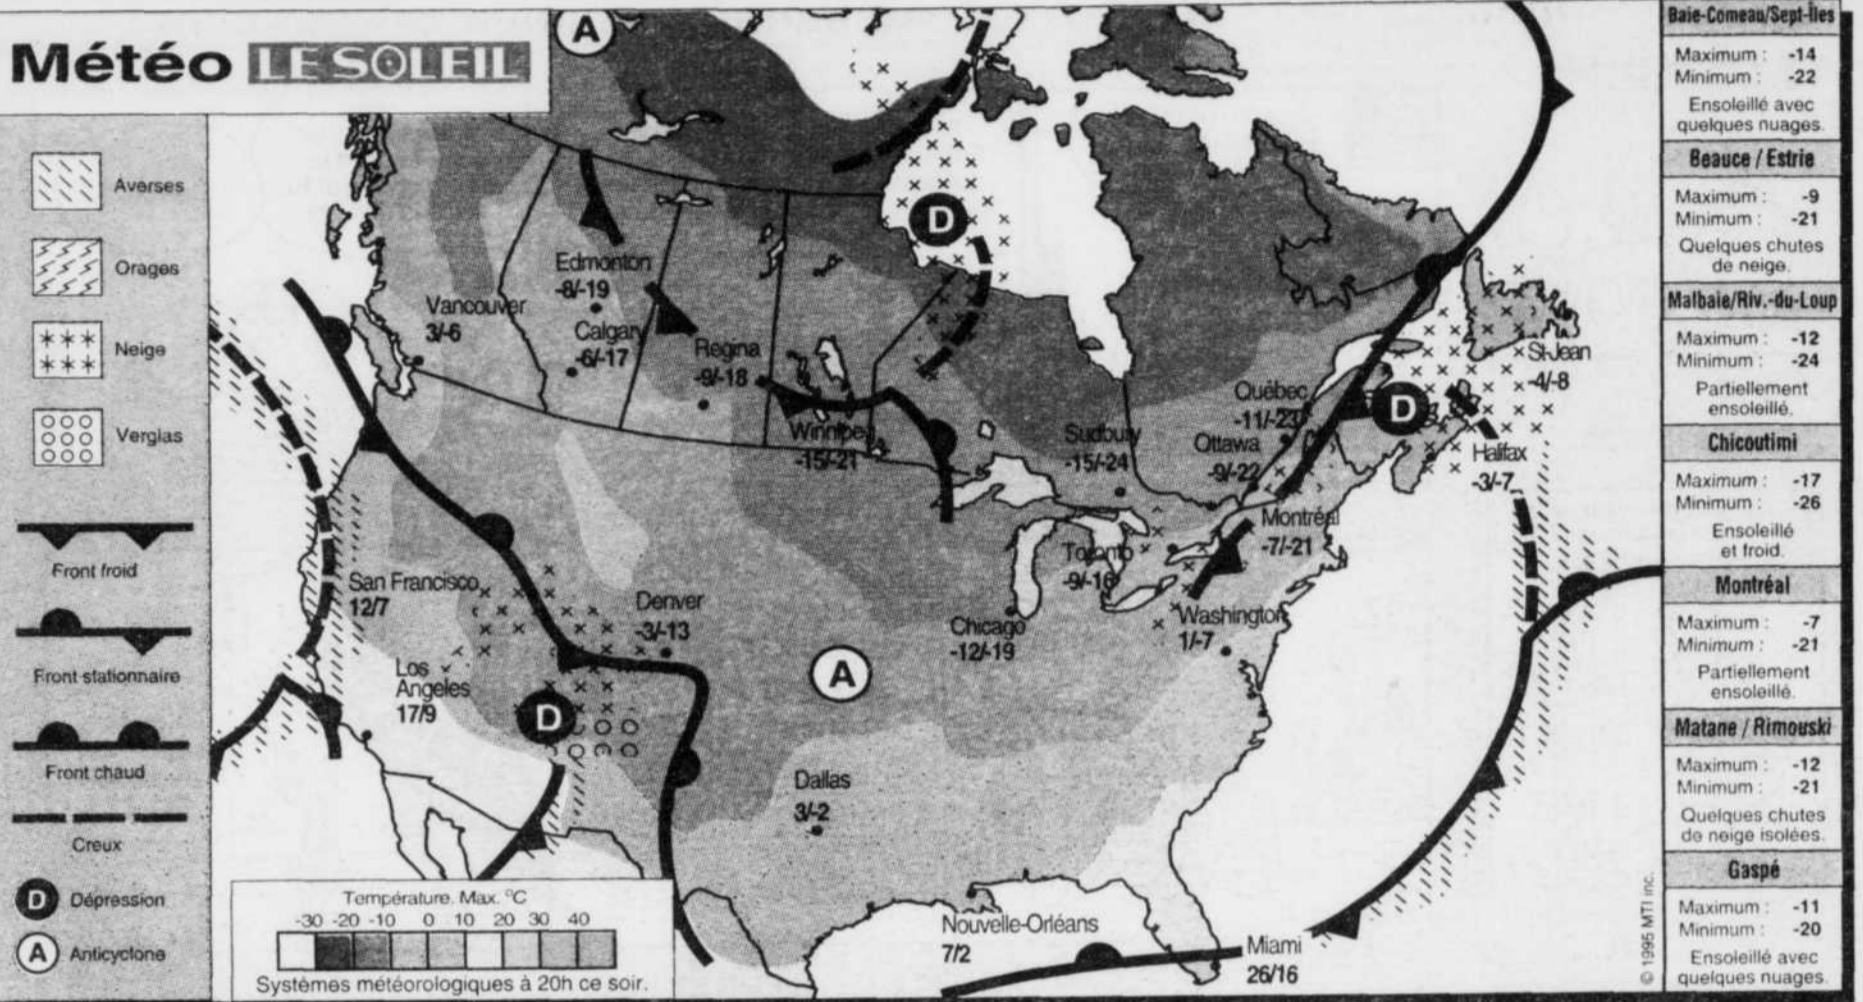 Météo LE SOLEIL
Averses
Orages
Neige
Verglas
Front froid
Front stationnaire
Front chaud
Creux
D Dépression
A Anticyclone
A
D
Edmonton
-8/-19
Vancouver
3/-6
Calgary
-6/-17
Regina
-9/-18
Winnipeg
-15/-21
Sudbury
-15/-24
Québec
-11/-23
Ottawa
-9/-22
D
St-Jean
-4/-8
Halifax
-3/-7
Montréal
-7/-21
Toronto
-9/-16
Washington
1/-7
Chicago
-12/-19
San Francisco
12/7
Denver
-3/-13
Los
Angeles
17/9
D
A
Dallas
3/-2
Nouvelle-Orléans
7/2
Miami
26/16
Température. Max. °C
-30 -20 -10 0 10 20 30 40
Systèmes météorologiques à 20h ce soir.
© 1995 MTI inc.
Baie-Comeau/Sept-Îles
Maximum : -14
Minimum : -22
Ensoleillé avec
quelques nuages.
Beauce / Estrie
Maximum : -9
Minimum : -21
Quelques chutes
de neige.
Malbaie/Riv.-du-Loup
Maximum : -12
Minimum : -24
Partiellement
ensoleillé.
Chicoutimi
Maximum : -17
Minimum : -26
Ensoleillé
et froid.
Montréal
Maximum : -7
Minimum : -21
Partiellement
ensoleillé.
Matane / Rimouski
Maximum : -12
Minimum : -21
Quelques chutes
de neige isolées.
Gaspé
Maximum : -11
Minimum : -20
Ensoleillé avec
quelques nuages.